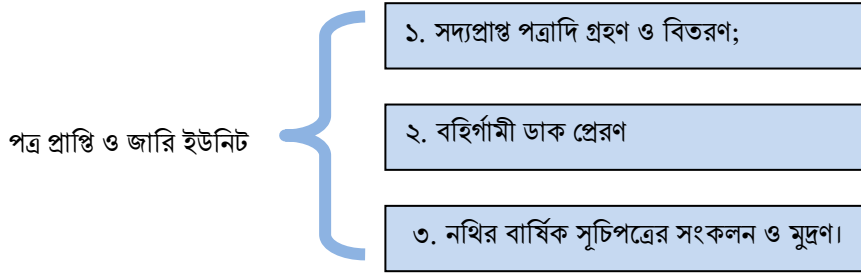 ১. সদ্যপ্রাপ্ত পত্রাদি গ্রহণ ও বিতরণ;
পত্র প্রাপ্তি ও জারি ইউনিট
২. বহির্গামী ডাক প্রেরণ
৩. নথির বার্ষিক সূচিপত্রের সংকলন ও মুদ্রণ।